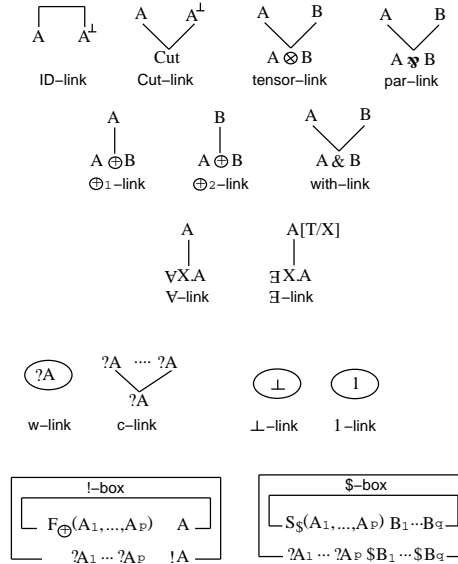 A A⊥ A A⊥ A B A B
Cut A ⊗ B A ⅋ B
ID–link Cut–link tensor–link par–link
A B A B
A ⊕ B A ⊕ B A & B
⊕1–link ⊕2–link with–link
A A[T/X]
∀X.A ∃X.A
∀–link ∃–link
?A ?A ···· ?A ⊥ 1
?A
w–link c–link ⊥–link 1–link
!–box $–box
F⊕(A1,...,Ap) A S$(A1,...,Ap) B1···Bq
?A1 ··· ?Ap !A ?A1 ··· ?Ap $B1···$Bq